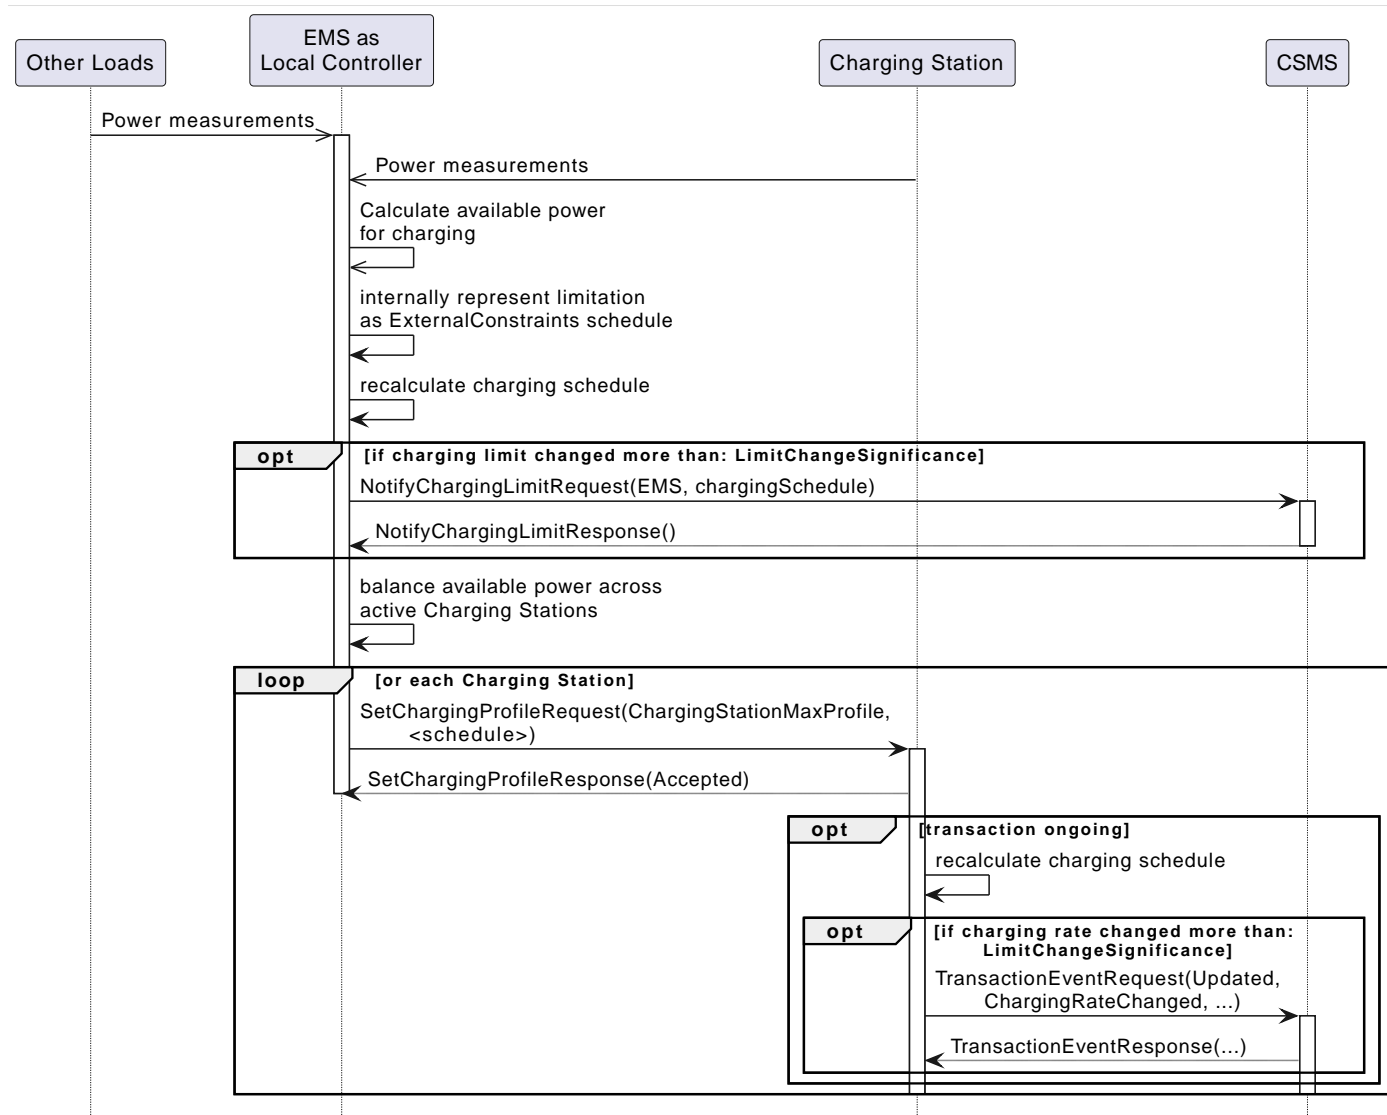 Other Loads
EMS as
Local Controller
Charging Station
CSMS
Power measurements
Power measurements
Calculate available power
for charging
internally represent limitation
as ExternalConstraints schedule
recalculate charging schedule
opt
[if charging limit changed more than: LimitChangeSignificance]
NotifyChargingLimitRequest(EMS, chargingSchedule)
NotifyChargingLimitResponse()
balance available power across
active Charging Stations
loop
[or each Charging Station]
SetChargingProfileRequest(ChargingStationMaxProfile,
<schedule>)
SetChargingProfileResponse(Accepted)
opt
[transaction ongoing]
recalculate charging schedule
opt
[if charging rate changed more than:
LimitChangeSignificance]
TransactionEventRequest(Updated,
ChargingRateChanged, ...)
TransactionEventResponse(...)